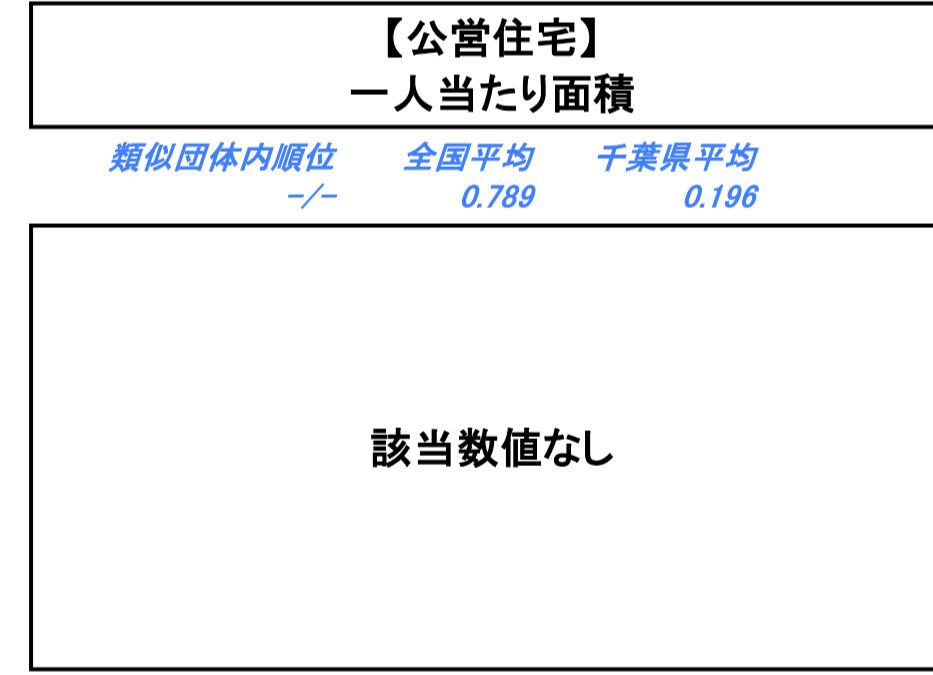 【公営住宅】
一人当たり面積
類似団体内順位 全国平均 千葉県平均
-/- 0.789 0.196
該当数値なし